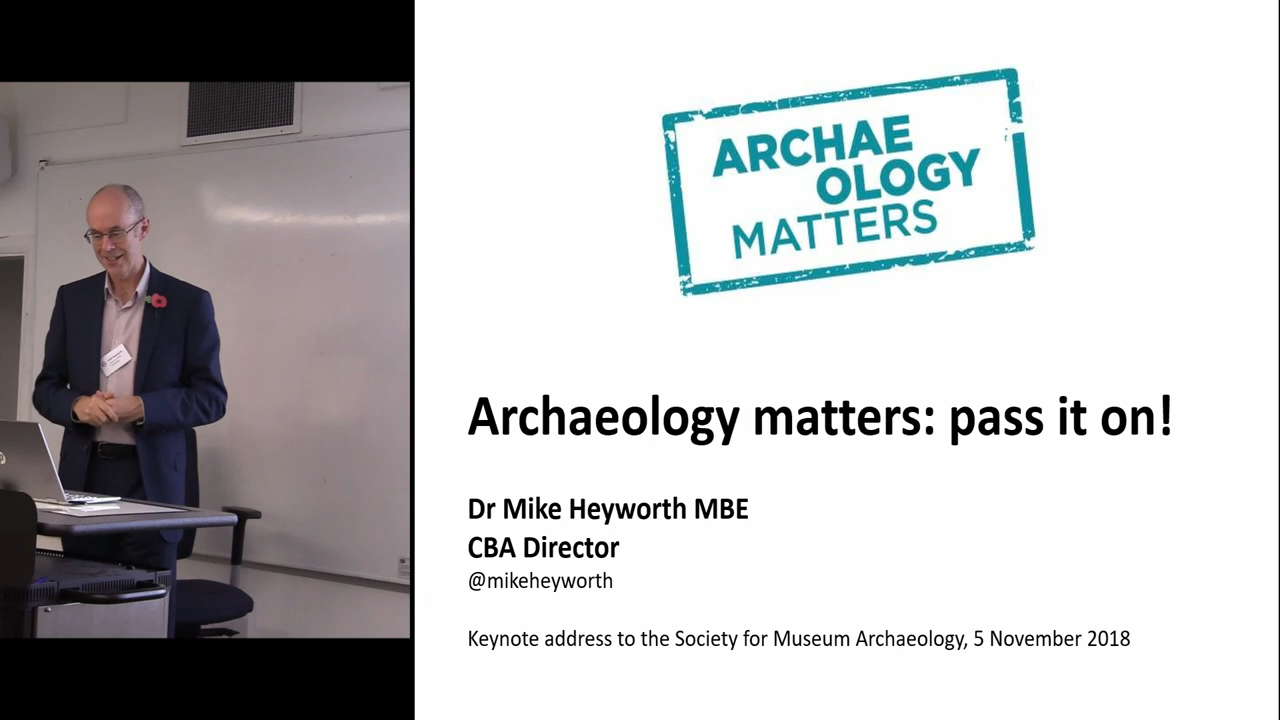 ARCHAE
OLOGY
MATTERS
Archaeology matters: pass it on!
Dr Mike Heyworth MBE
CBA Director
@mikeheyworth
Keynote address to the Society for Museum Archaeology, 5 November 2018